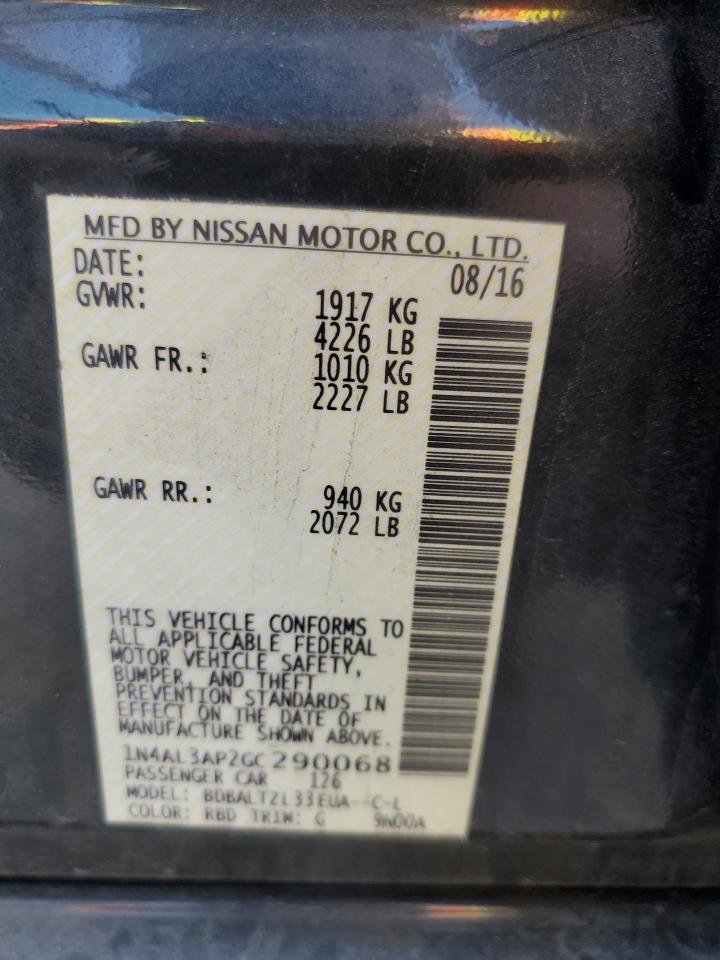 MFD BY NISSAN MOTOR CO., LTD.
DATE: 08/16
GVWR: 1917 KG
4226 LB
GAWR FR.: 1010 KG
2227 LB
GAWR RR.: 940 KG
2072 LB
THIS VEHICLE CONFORMS TO
ALL APPLICABLE FEDERAL
MOTOR VEHICLE SAFETY,
BUMPER, AND THEFT
PREVENTION STANDARDS IN
EFFECT ON THE DATE OF
MANUFACTURE SHOWN ABOVE.
1N4AL3AP2GC290068
PASSENGER CAR 126
MODEL: BDBALTZL33EUA--C-L
COLOR: RBD TRIM: G 9N00A